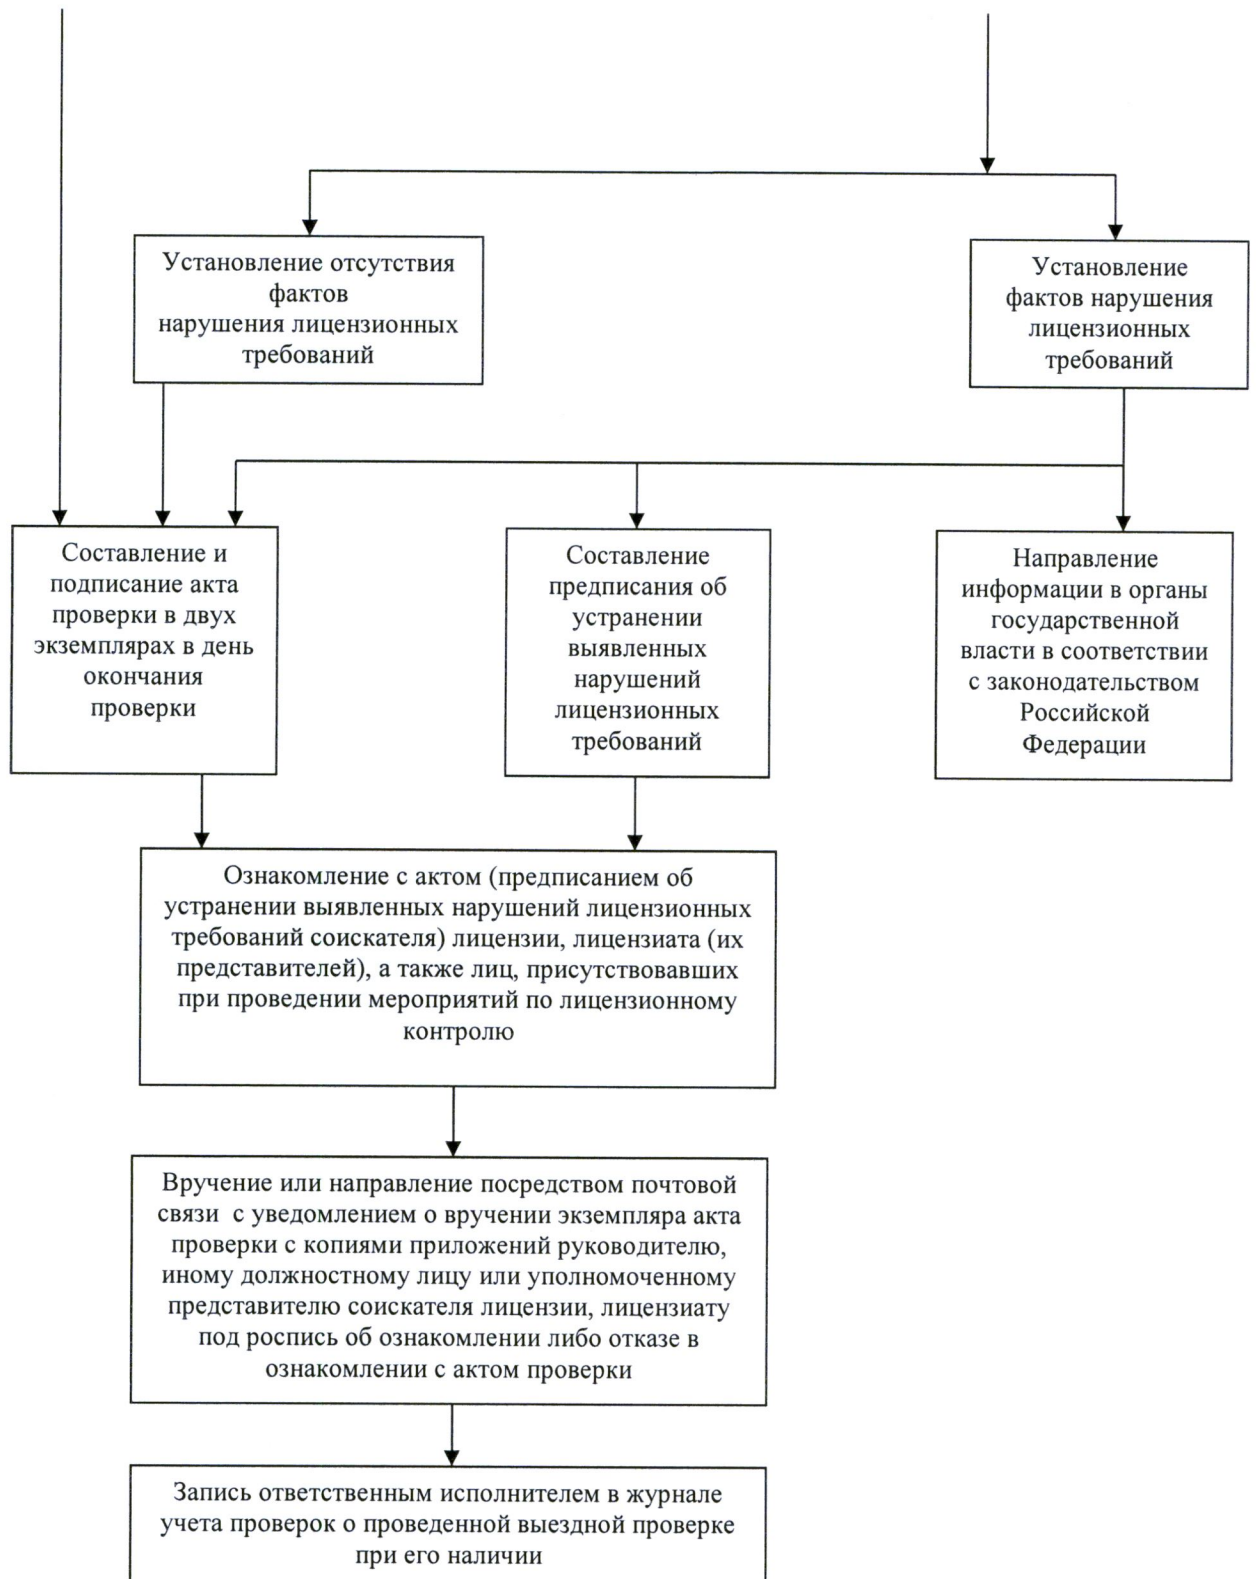 Установление отсутствия
фактов
нарушения лицензионных
требований
Установление
фактов нарушения
лицензионных
требований
Составление и
подписание акта
проверки в двух
экземплярах в день
окончания
проверки
Составление
предписания об
устранении
выявленных
нарушений
лицензионных
требований
Направление
информации в органы
государственной
власти в соответствии
с законодательством
Российской
Федерации
Ознакомление с актом (предписанием об
устранении выявленных нарушений лицензионных
требований соискателя) лицензии, лицензиата (их
представителей), а также лиц, присутствовавших
при проведении мероприятий по лицензионному
контролю
Вручение или направление посредством почтовой
связи  с уведомлением о вручении экземпляра акта
проверки с копиями приложений руководителю,
иному должностному лицу или уполномоченному
представителю соискателя лицензии, лицензиату
под роспись об ознакомлении либо отказе в
ознакомлении с актом проверки
Запись ответственным исполнителем в журнале
учета проверок о проведенной выездной проверке
при его наличии